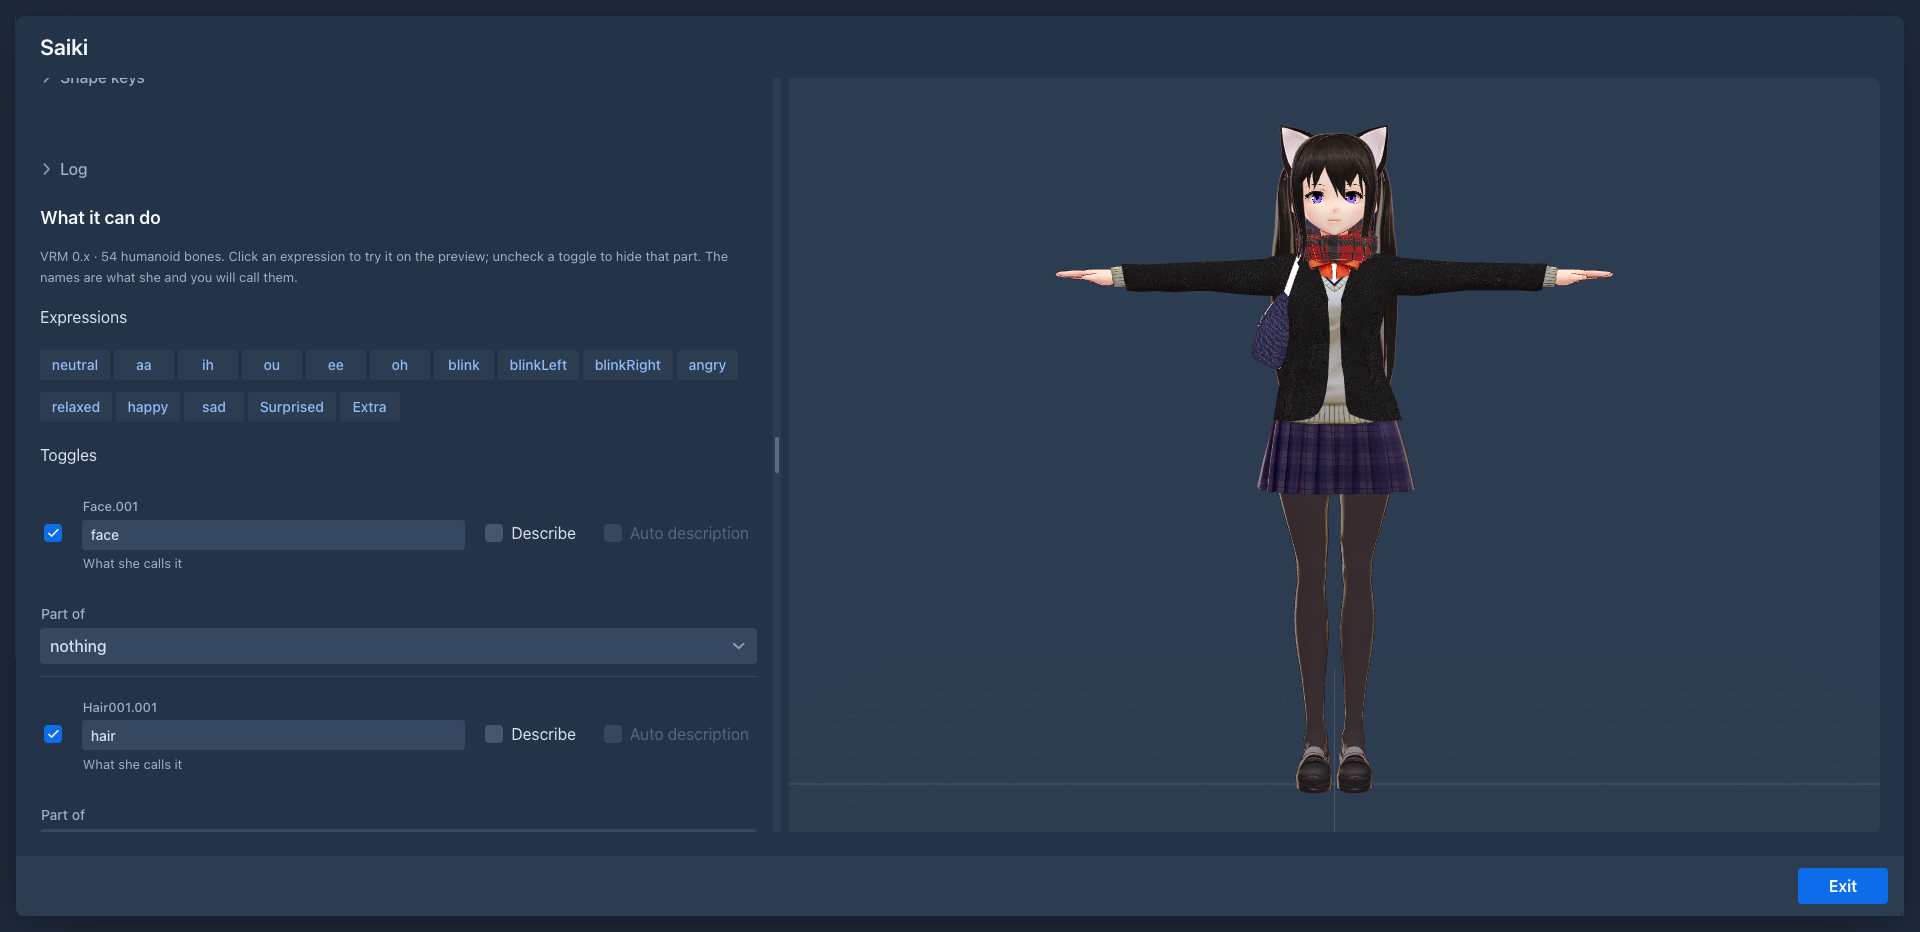 Saiki
Shape keys
Log
What it can do
VRM 0.x · 54 humanoid bones. Click an expression to try it on the preview; uncheck a toggle to hide that part. The
names are what she and you will call them.
Expressions
neutral aa ih ou ee oh blink blinkLeft blinkRight angry
relaxed happy sad Surprised Extra
Toggles
Face.001
face Describe Auto description
What she calls it
Part of
nothing
Hair001.001
hair Describe Auto description
What she calls it
Part of
Exit